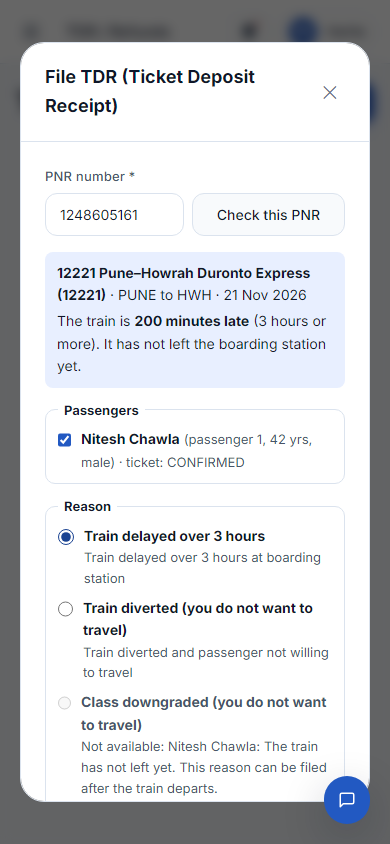 File TDR (Ticket Deposit
Receipt)
PNR number *
1248605161
Check this PNR
12221 Pune–Howrah Duronto Express
(12221) · PUNE to HWH · 21 Nov 2026
The train is 200 minutes late (3 hours or
more). It has not left the boarding station
yet.
Passengers
Nitesh Chawla (passenger 1, 42 yrs,
male) · ticket: CONFIRMED
Reason
Train delayed over 3 hours
Train delayed over 3 hours at boarding
station
Train diverted (you do not want to
travel)
Train diverted and passenger not willing
to travel
Class downgraded (you do not want
to travel)
Not available: Nitesh Chawla: The train
has not left yet. This reason can be filed
after the train departs.